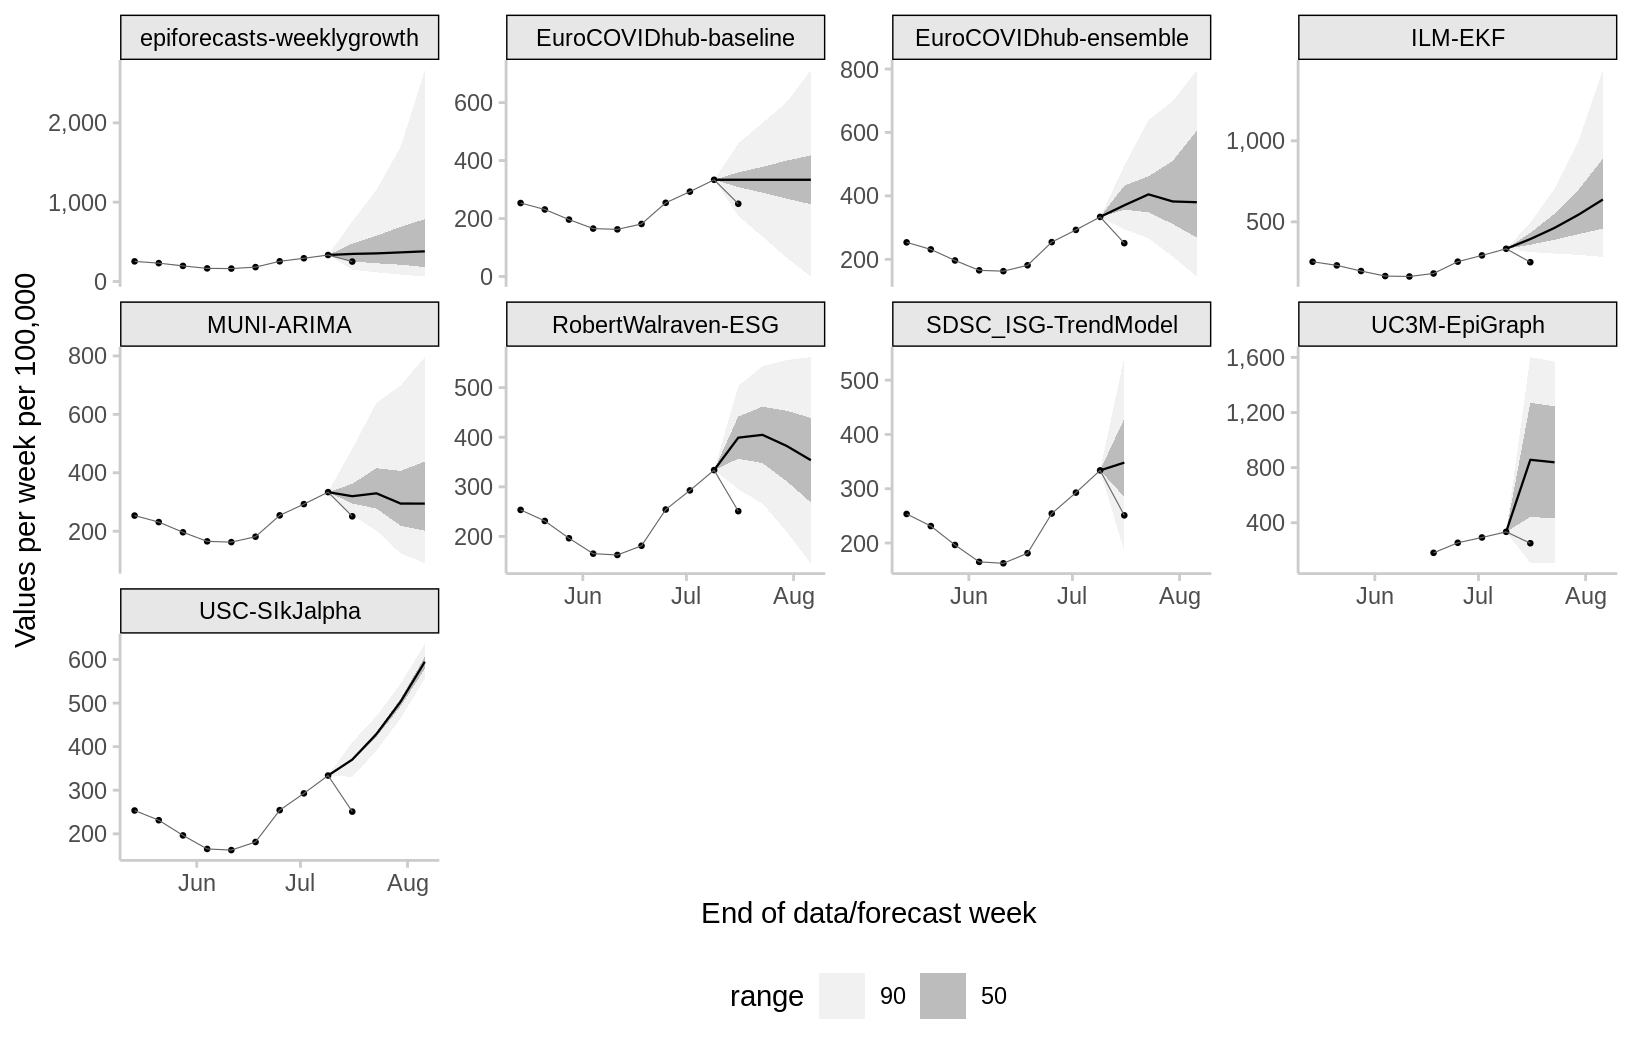 epiforecasts-weeklygrowth
EuroCOVIDhub-baseline
EuroCOVIDhub-ensemble
ILM-EKF
2,000
1,000
0
600
400
200
0
800
600
400
200
1,000
500
MUNI-ARIMA
RobertWalraven-ESG
SDSC_ISG-TrendModel
UC3M-EpiGraph
800
600
400
200
500
400
300
200
Jun Jul Aug
500
400
300
200
Jun Jul Aug
1,600
1,200
800
400
Jun Jul Aug
USC-SIkJalpha
600
500
400
300
200
Jun Jul Aug
Values per week per 100,000
End of data/forecast week
range 90 50